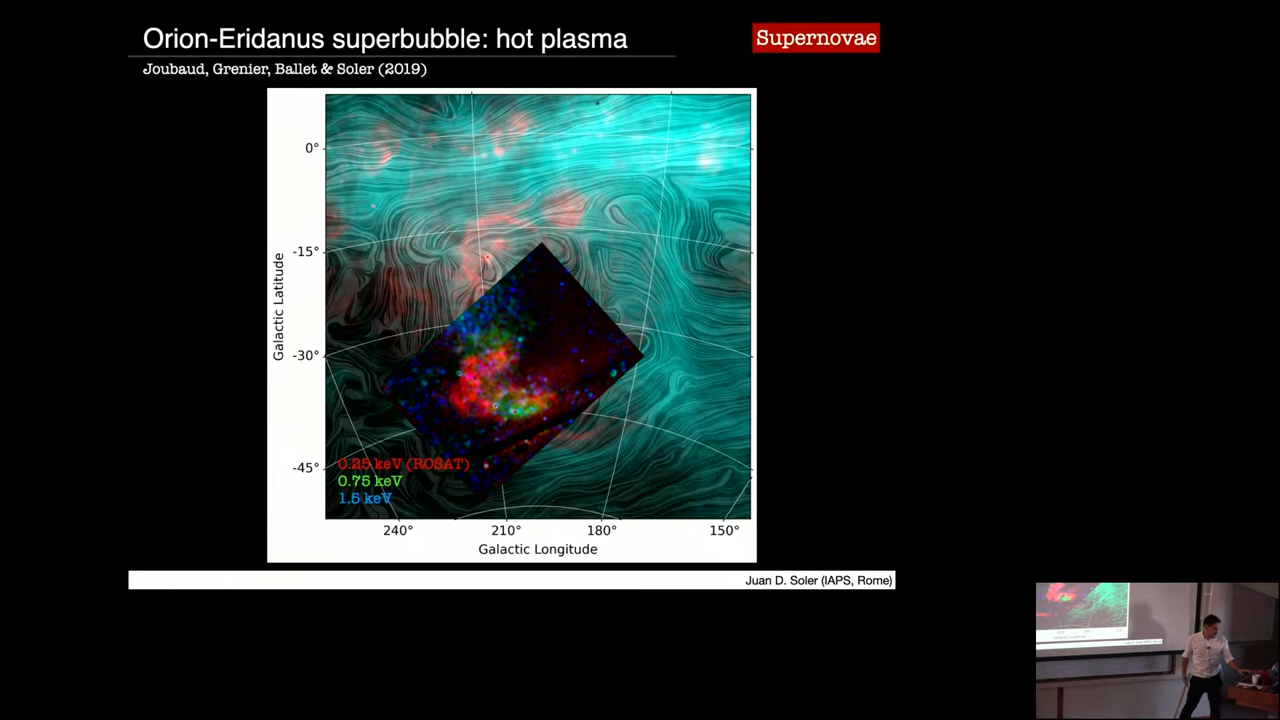 Orion-Eridanus superbubble: hot plasma
Supernovae
Joubaud, Grenier, Ballet & Soler (2019)
0°
-15°
-30°
-45°
Galactic Latitude
0.25 keV (ROSAT)
0.75 keV
1.5 keV
240°
210°
180°
150°
Galactic Longitude
Juan D. Soler (IAPS, Rome)